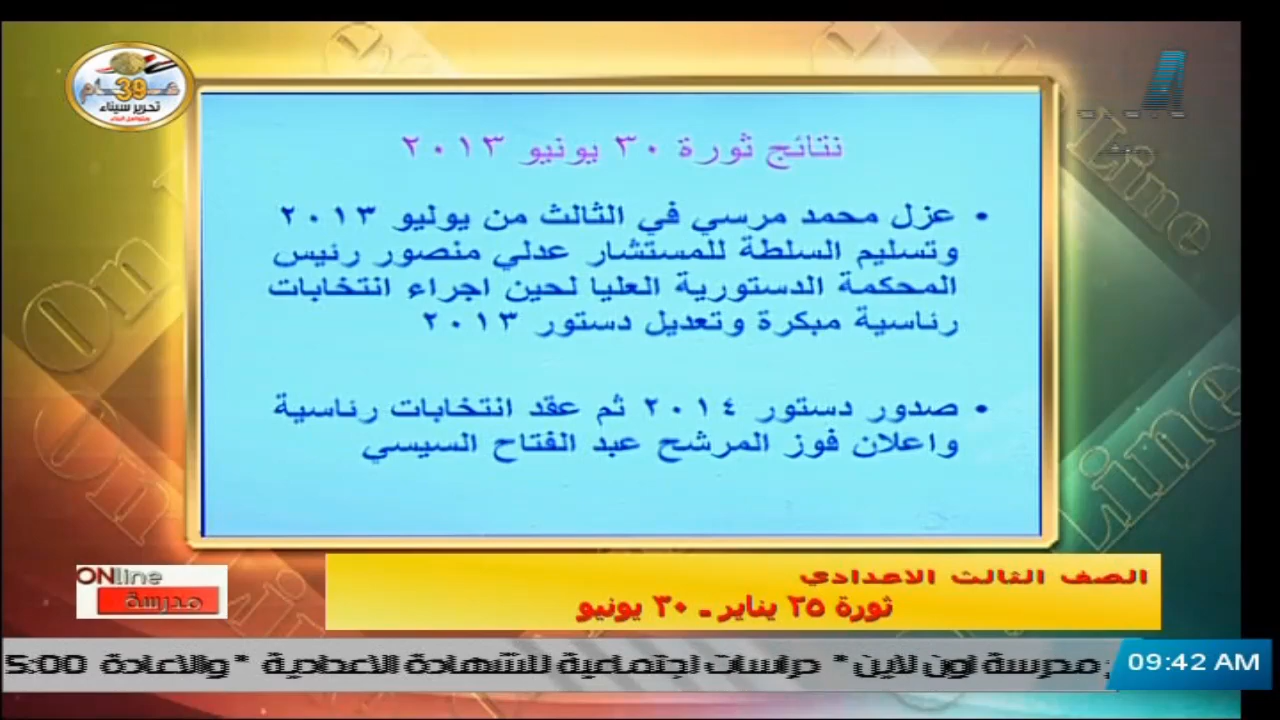 39
عام
تحرير سيناء
نتائج ثورة ٣٠ يونيو ٢٠١٣
• عزل محمد مرسي في الثالث من يوليو ٢٠١٣
وتسليم السلطة للمستشار عدلي منصور رئيس
المحكمة الدستورية العليا لحين اجراء انتخابات
رئاسية مبكرة وتعديل دستور ٢٠١٣
• صدور دستور ٢٠١٤ ثم عقد انتخابات رئاسية
واعلان فوز المرشح عبد الفتاح السيسي
ONline
مدرسة
الصف الثالث الاعدادي
ثورة ٢٥ يناير ـ ٣٠ يونيو
مدرسة اون لاين " دراسات اجتماعية للشهادة الاعدادية " والاعادة 5:00
09:42 AM